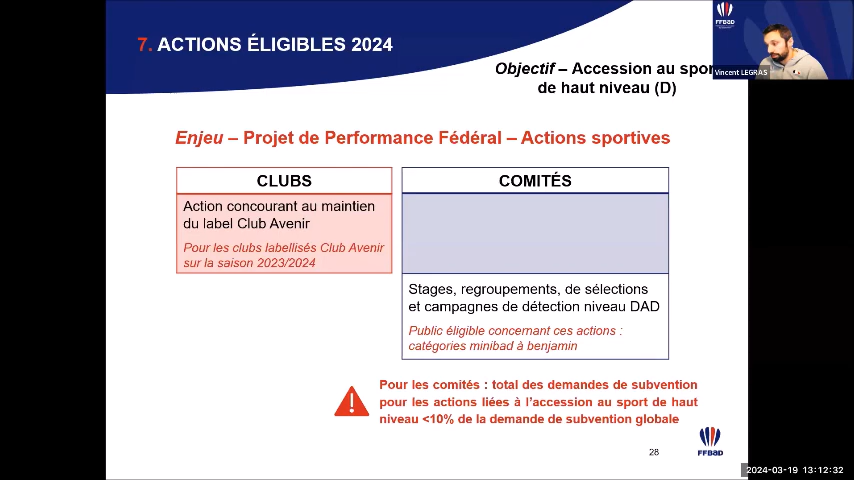 7. ACTIONS ÉLIGIBLES 2024
FFBaD
Vincent LEGRAS
Objectif – Accession au spor
de haut niveau (D)
Enjeu – Projet de Performance Fédéral – Actions sportives
CLUBS
Action concourant au maintien
du label Club Avenir
Pour les clubs labellisés Club Avenir
sur la saison 2023/2024
COMITÉS
Stages, regroupements, de sélections
et campagnes de détection niveau DAD
Public éligible concernant ces actions :
catégories minibad à benjamin
Pour les comités : total des demandes de subvention
pour les actions liées à l'accession au sport de haut
niveau <10% de la demande de subvention globale
28
FFBaD
2024-03-19 13:12:32